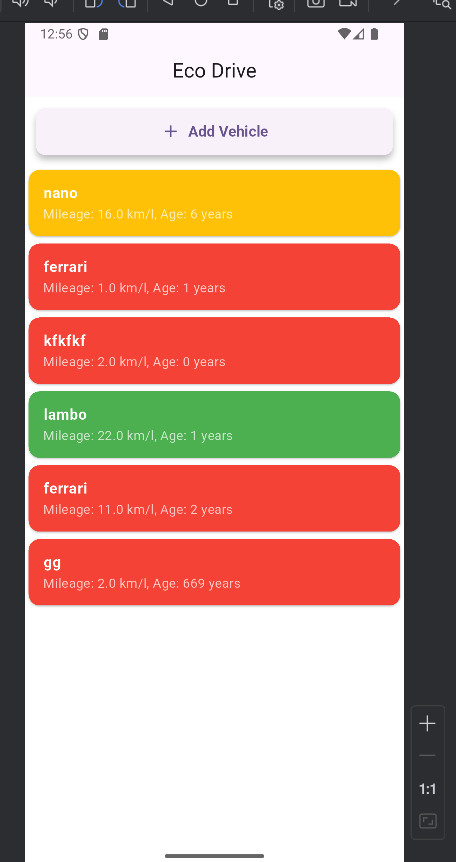 12:56
Eco Drive
+ Add Vehicle
nano
Mileage: 16.0 km/l, Age: 6 years
ferrari
Mileage: 1.0 km/l, Age: 1 years
kfkfkf
Mileage: 2.0 km/l, Age: 0 years
lambo
Mileage: 22.0 km/l, Age: 1 years
ferrari
Mileage: 11.0 km/l, Age: 2 years
gg
Mileage: 2.0 km/l, Age: 669 years
1:1